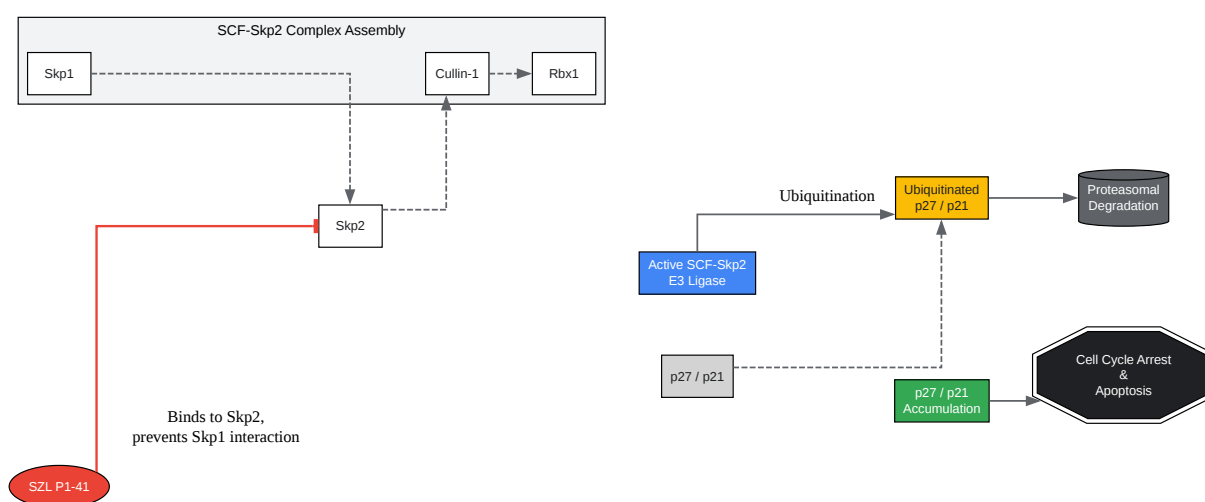 SCF-Skp2 Complex Assembly
Skp1
Cullin-1
Rbx1
Skp2
Binds to Skp2,
prevents Skp1 interaction
SZL P1-41
Ubiquitination
Ubiquitinated
p27 / p21
Proteasomal
Degradation
Active SCF-Skp2
E3 Ligase
p27 / p21
p27 / p21
Accumulation
Cell Cycle Arrest
&
Apoptosis